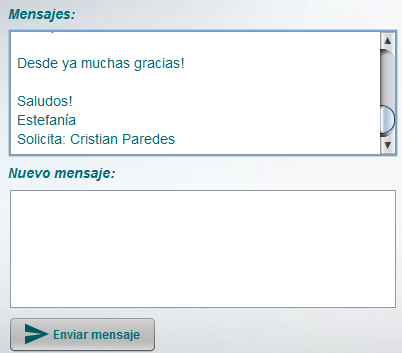 Mensajes:
Desde ya muchas gracias!
Saludos!
Estefanía
Solicita: Cristian Paredes
Nuevo mensaje:
Enviar mensaje